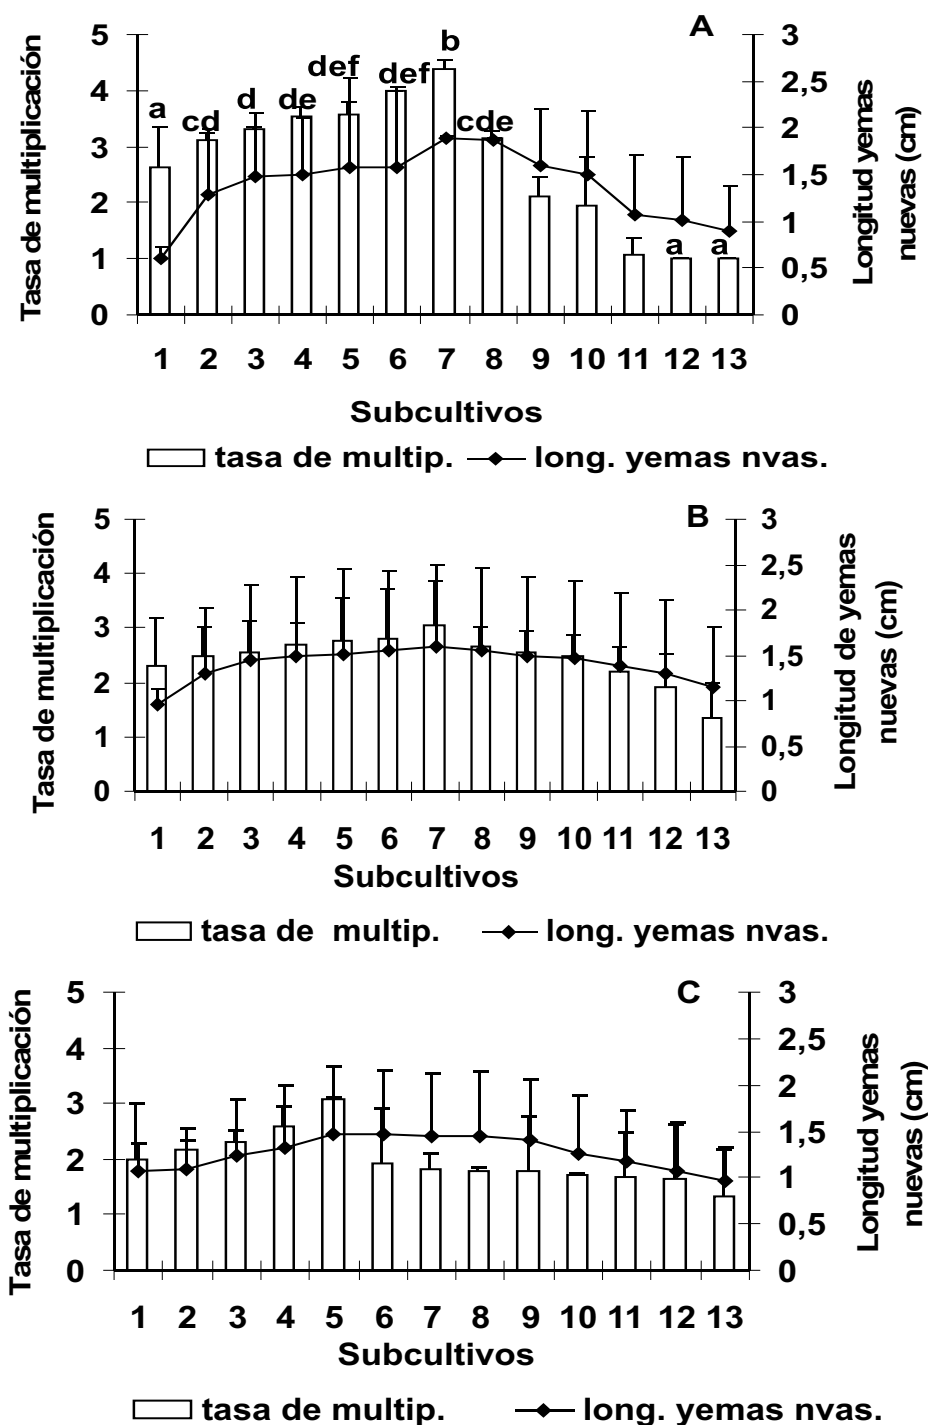 A
Tasa de multiplicación
Longitud yemas
nuevas (cm)
5
4
3
2
1
0
3
2,5
2
1,5
1
0,5
0
a
cd
d
de
def
def
b
cde
a
a
1 2 3 4 5 6 7 8 9 10 11 12 13
Subcultivos
tasa de multip. long. yemas nvas.
B
Tasa de multiplicación
Longitud de yemas
nuevas (cm)
5
4
3
2
1
0
3
2,5
2
1,5
1
0,5
0
1 2 3 4 5 6 7 8 9 10 11 12 13
Subcultivos
tasa de multip. long. yemas nvas.
C
Tasa de multiplicación
Longitud yemas
nuevas (cm)
5
4
3
2
1
0
3
2,5
2
1,5
1
0,5
0
1 2 3 4 5 6 7 8 9 10 11 12 13
Subcultivos
tasa de multip. long. yemas nvas.